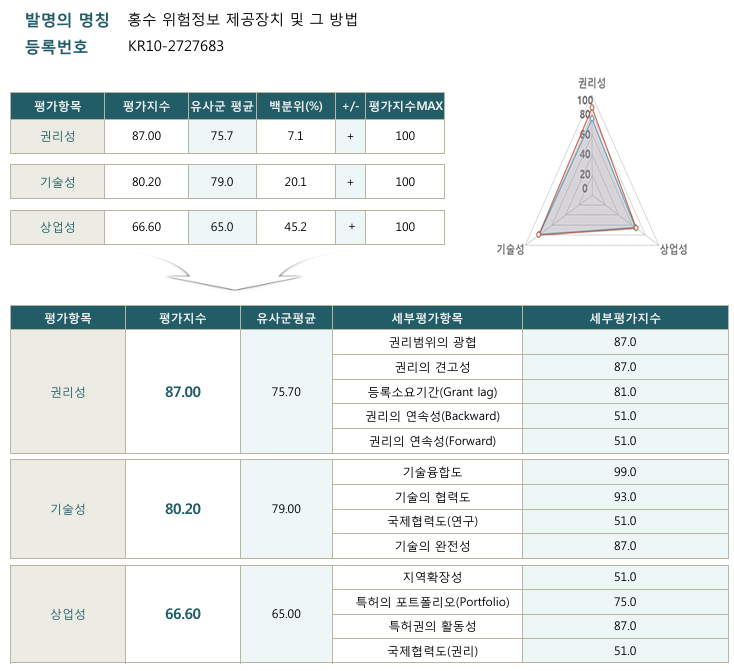 발명의 명칭 홍수 위험정보 제공장치 및 그 방법
등록번호 KR10-2727683
평가항목 평가지수 유사군 평균 백분위(%) +/- 평가지수MAX
권리성 87.00 75.7 7.1 + 100
기술성 80.20 79.0 20.1 + 100
상업성 66.60 65.0 45.2 + 100
권리성
100
80
60
40
20
0
기술성 상업성
평가항목 평가지수 유사군평균 세부평가항목 세부평가지수
권리성 87.00 75.70
권리범위의 광협 87.0
권리의 견고성 87.0
등록소요기간(Grant lag) 81.0
권리의 연속성(Backward) 51.0
권리의 연속성(Forward) 51.0
기술성 80.20 79.00
기술융합도 99.0
기술의 협력도 93.0
국제협력도(연구) 51.0
기술의 완전성 87.0
상업성 66.60 65.00
지역확장성 51.0
특허의 포트폴리오(Portfolio) 75.0
특허권의 활동성 87.0
국제협력도(권리) 51.0